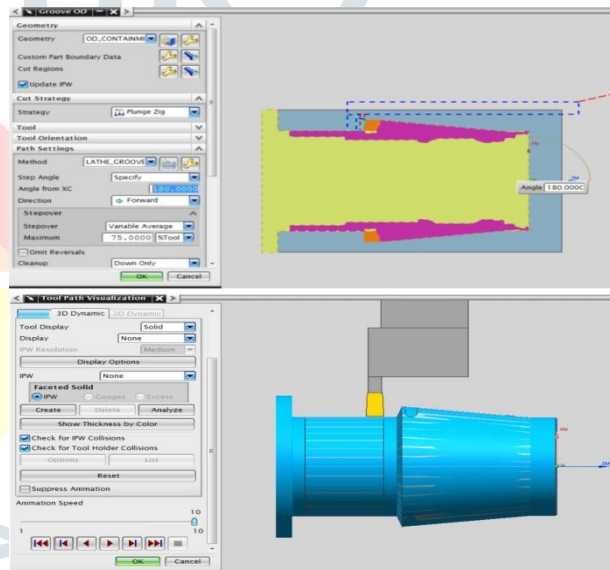 Groove OD
Geometry
Geometry OD_CONTAINME
Custom Part Boundary Data
Cut Regions
Update IPW
Cut Strategy
Strategy Plunge Zig
Tool
Tool Orientation
Path Settings
Method LATHE_GROOVE
Step Angle Specify
Angle from XC 180.0000
Direction Forward
Stepover
Stepover Variable Average
Maximum 75.0000 %Tool
Omit Reversals
Cleanup Down Only
OK Cancel
Angle 180.0000
Tool Path Visualization
3D Dynamic 2D Dynamic
Tool Display Solid
Display None
IPW Resolution Medium
Display Options
IPW None
Faceted Solid
IPW Gouges Excess
Create Delete Analyze
Show Thickness by Color
Check for IPW Collisions
Check for Tool Holder Collisions
Options List
Reset
Suppress Animation
Animation Speed
10
1 10
OK Cancel